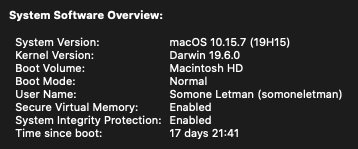 System Software Overview:
System Version: macOS 10.15.7 (19H15)
Kernel Version: Darwin 19.6.0
Boot Volume: Macintosh HD
Boot Mode: Normal
User Name: Somone Letman (somoneletman)
Secure Virtual Memory: Enabled
System Integrity Protection: Enabled
Time since boot: 17 days 21:41